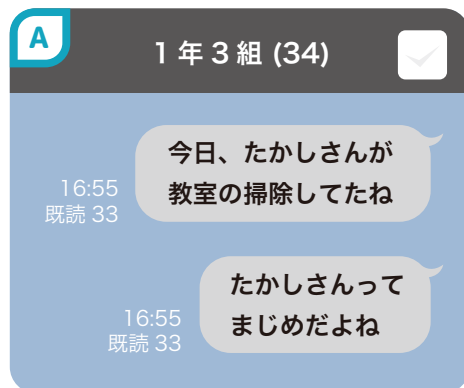 A
1年3組 (34)
今日、たかしさんが
教室の掃除してたね
16:55
既読 33
たかしさんって
まじめだよね
16:55
既読 33